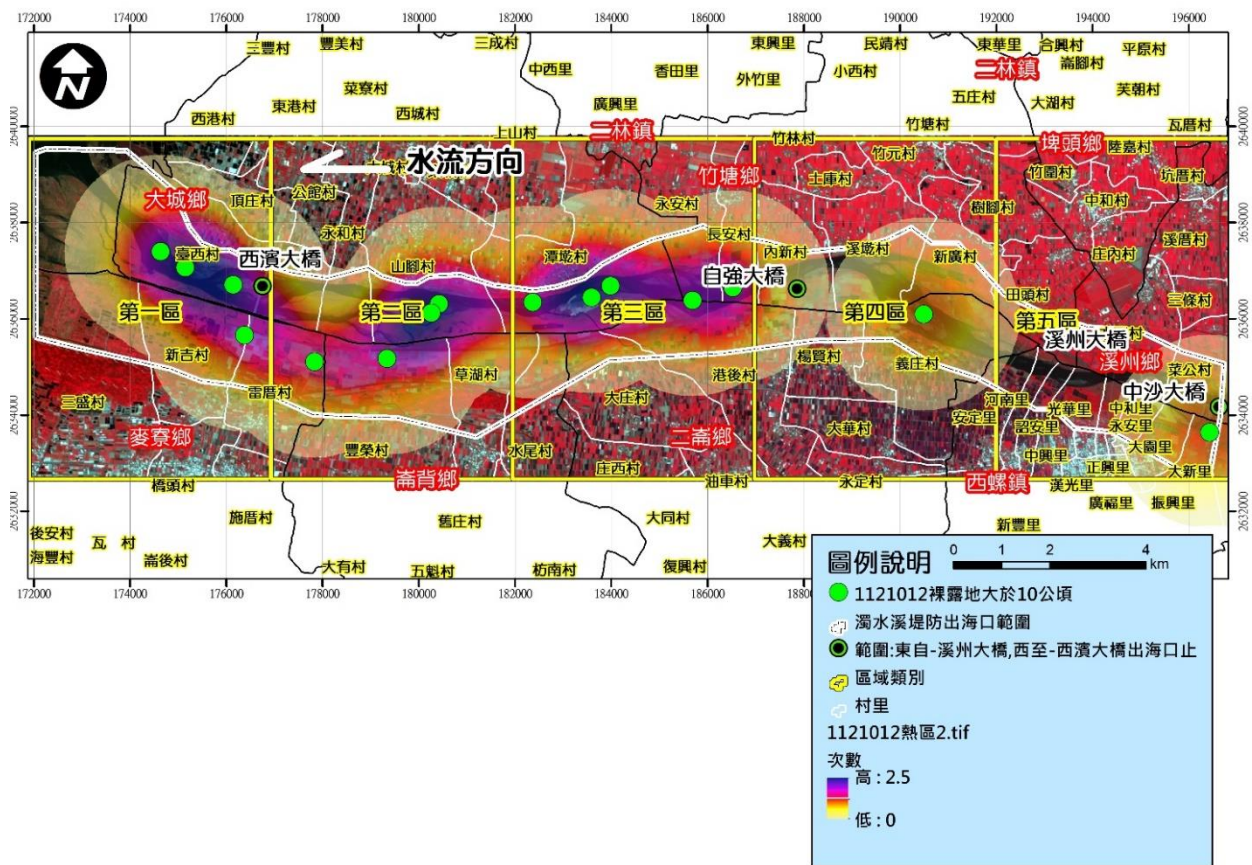 172000 174000 176000 178000 180000 182000 184000 186000 188000 190000 192000 194000 196000
三豐村 豐美村 三成村 東興里 民靖村 東華里 合興村 平原村
中西里 香田里 外竹里 小西村 二林鎮 崙腳村
菜寮村 五庄村 芙朝村
東港村 廣興里 大湖村
西港村 西城村 竹塘村 瓦厝村
上山村 二林鎮 竹林村
2640000 2640000
埤頭鄉 陸嘉村
水流方向
竹元村
竹塘鄉 土庫村 竹圍村 坑厝村
大城鄉 頂庄村 公館村 永安村 樹腳村 中和村
2638000 2638000
永和村 長安村 溪厝村
臺西村 西濱大橋 山腳村 潭墘村 內新村 溪墘村 新廣村 庄內村
自強大橋 田頭村 三條村
2636000 2636000
第一區 第二區 第三區 第四區 第五區
溪州大橋
新吉村 楊賢村 義庄村 溪州鄉 菜公村
草湖村 港後村
雷厝村 大庄村 河南里 中沙大橋
三盛村 光華里 中和里
2634000 2634000
麥寮鄉 二崙鄉 大華村 安定里 詔安里 永安里
豐榮村 水尾村 中興里 大園里
庄西村 正興里 大新里
橋頭村 崙背鄉 油車村 永定村 西螺鎮 漢光里
廣福里 振興里
2632000 2632000
施厝村 舊庄村 大同村 新豐里
後安村 瓦 村 大義村
海豐村 崙後村 大有村 五魁村 枋南村 復興村
172000 174000 176000 178000 180000 182000 184000 186000
圖例說明
0 1 2 4
km
1121012裸露地大於10公頃
濁水溪堤防出海口範圍
範圍:東自-溪州大橋,西至-西濱大橋出海口止
區域類別
村里
1121012熱區2.tif
次數
高 : 2.5
低 : 0